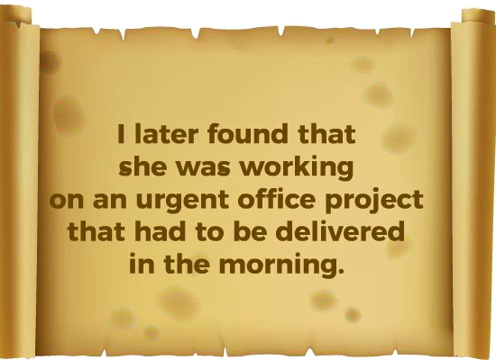 I later found that
she was working
on an urgent office project
that had to be delivered
in the morning.